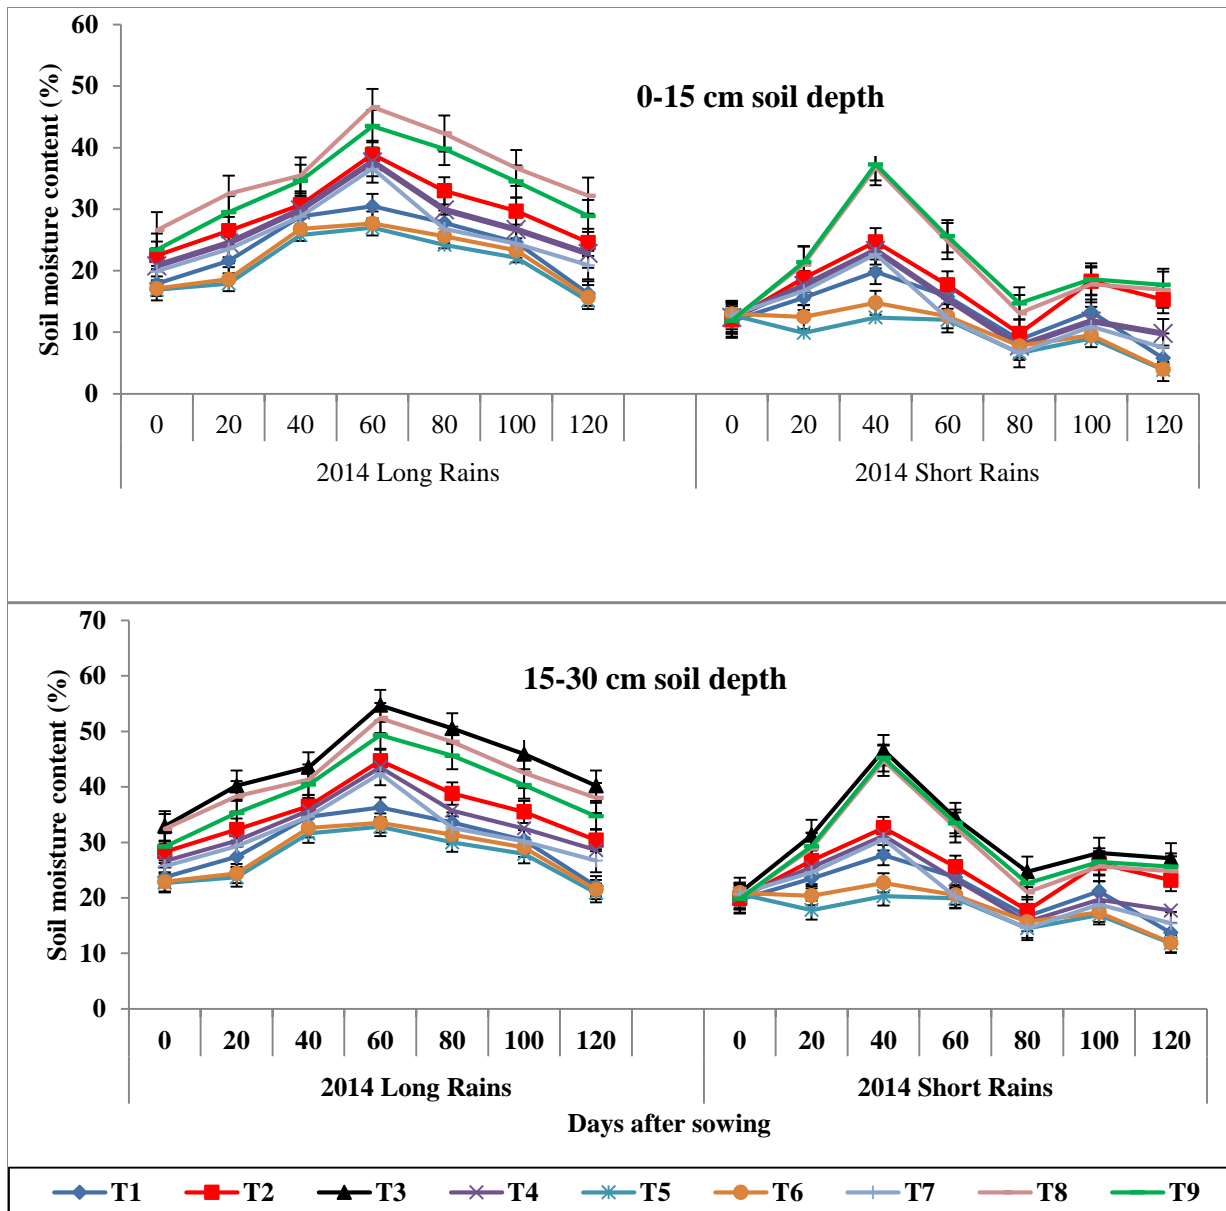 60
50
40
30
20
10
0
Soil moisture content (%)
0-15 cm soil depth
0 20 40 60 80 100 120 0 20 40 60 80 100 120
2014 Long Rains 2014 Short Rains
70
60
50
40
30
20
10
0
Soil moisture content (%)
15-30 cm soil depth
0 20 40 60 80 100 120 0 20 40 60 80 100 120
2014 Long Rains 2014 Short Rains
Days after sowing
T1 T2 T3 T4 T5 T6 T7 T8 T9